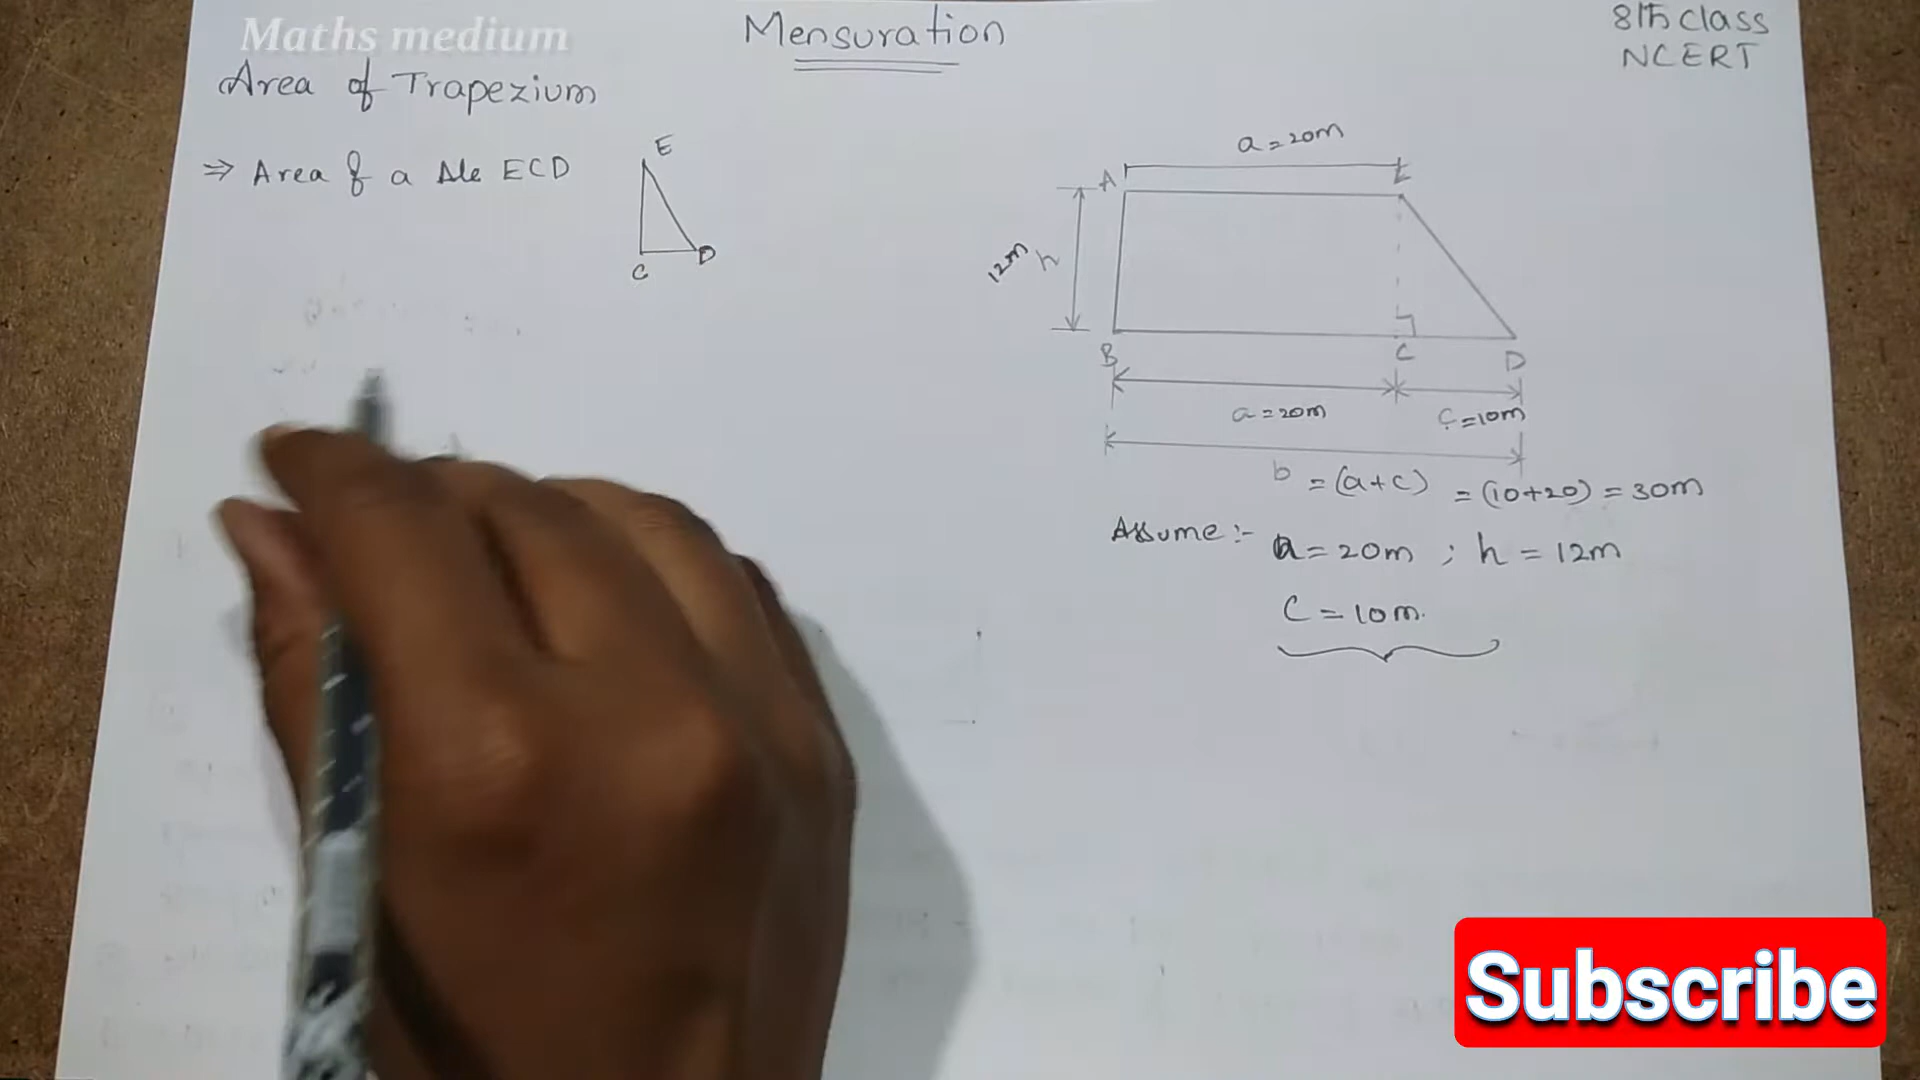 Maths medium
Mensuration
8th class
NCERT
Area of Trapezium
⇒ Area of a Δle ECD
E
C
D
a=20m
A
E
12m
h
B
C
D
a=20m
c=10m
b = (a+c) = (10+20) = 30m
Assume :- a = 20m ; h = 12m
C = 10m.
Subscribe